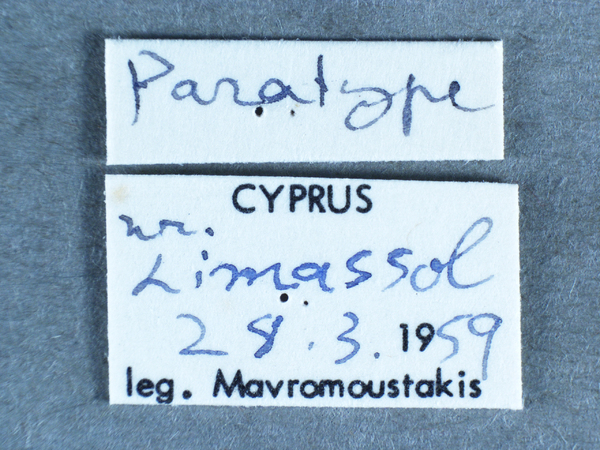 Paratype
CYPRUS
nr.
Limassol
28.3.1959
leg. Mavromoustakis